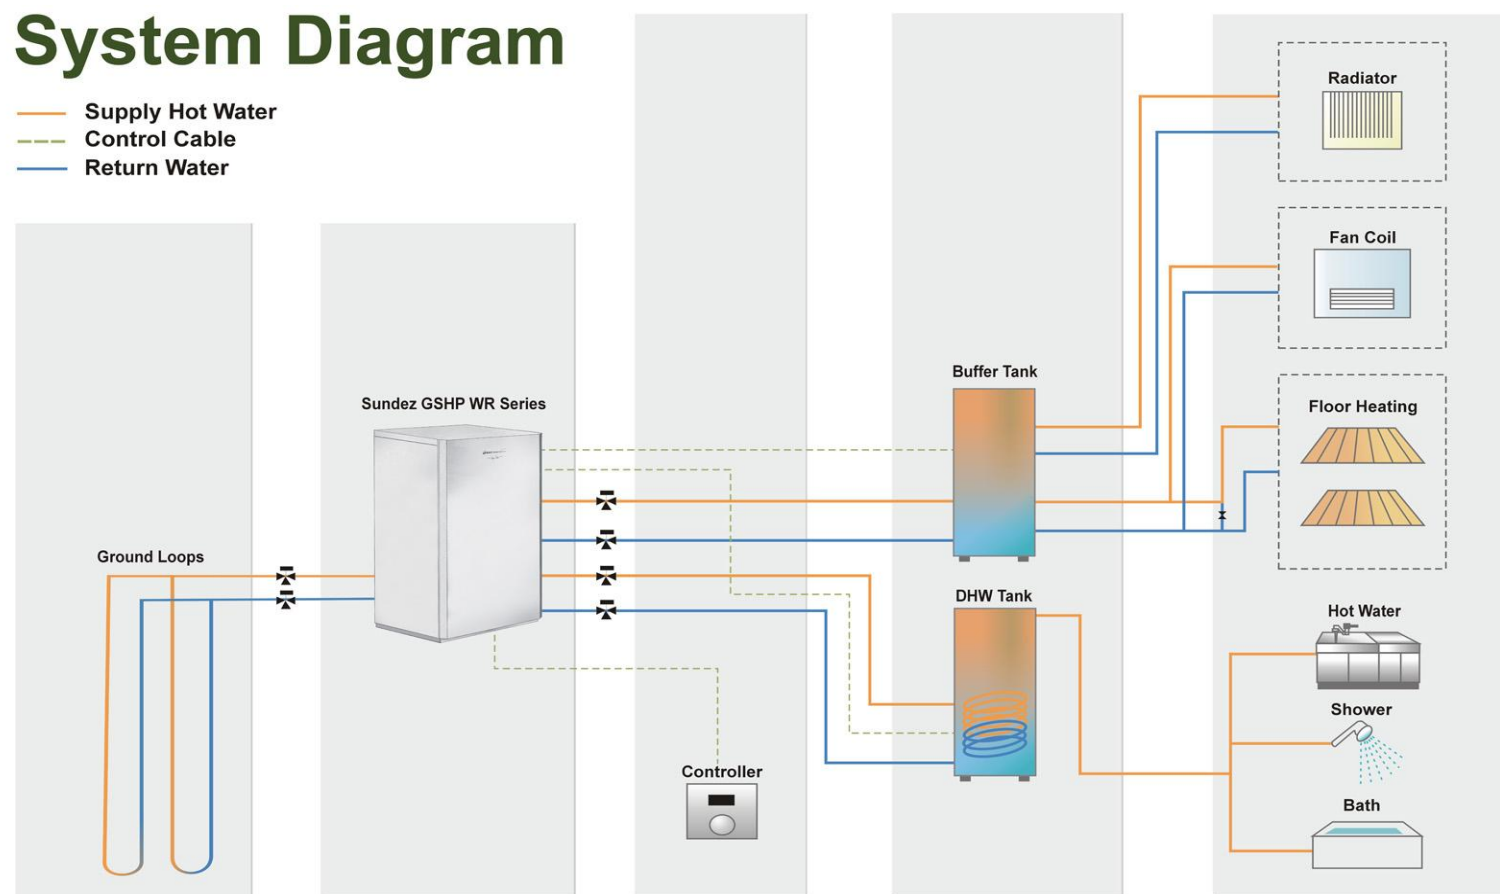 System Diagram
Supply Hot Water
Control Cable
Return Water
Radiator
Fan Coil
Buffer Tank
Floor Heating
Sundez GSHP WR Series
Ground Loops
DHW Tank
Hot Water
Shower
Controller
Bath